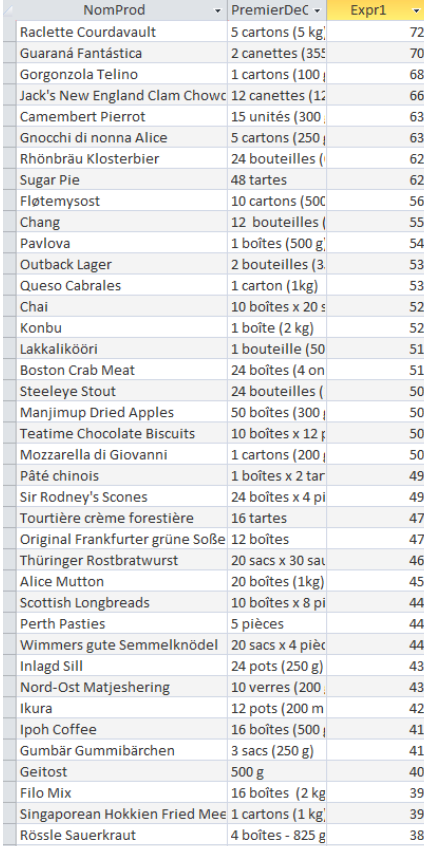 NomProd PremierDeC Expr1
Raclette Courdavault 5 cartons (5 kg) 72
Guaraná Fantástica 2 canettes (355 70
Gorgonzola Telino 1 cartons (100 g 68
Jack's New England Clam Chowd 12 canettes (12 66
Camembert Pierrot 15 unités (300 63
Gnocchi di nonna Alice 5 cartons (250 g 63
Rhönbräu Klosterbier 24 bouteilles ( 62
Sugar Pie 48 tartes 62
Fløtemysost 10 cartons (500 56
Chang 12 bouteilles ( 55
Pavlova 1 boîtes (500 g) 54
Outback Lager 2 bouteilles (3 53
Queso Cabrales 1 carton (1kg) 53
Chai 10 boîtes x 20 s 52
Konbu 1 boîte (2 kg) 52
Lakkalikööri 1 bouteille (50 51
Boston Crab Meat 24 boîtes (4 on 51
Steeleye Stout 24 bouteilles ( 50
Manjimup Dried Apples 50 boîtes (300 g 50
Teatime Chocolate Biscuits 10 boîtes x 12 p 50
Mozzarella di Giovanni 1 cartons (200 g 50
Pâté chinois 1 boîtes x 2 tar 49
Sir Rodney's Scones 24 boîtes x 4 pi 49
Tourtière crème forestière 16 tartes 47
Original Frankfurter grüne Soße 12 boîtes 47
Thüringer Rostbratwurst 20 sacs x 30 sau 46
Alice Mutton 20 boîtes (1kg) 45
Scottish Longbreads 10 boîtes x 8 pi 44
Perth Pasties 5 pièces 44
Wimmers gute Semmelknödel 20 sacs x 4 pièc 44
Inlagd Sill 24 pots (250 g) 43
Nord-Ost Matjeshering 10 verres (200 43
Ikura 12 pots (200 m 42
Ipoh Coffee 16 boîtes (500 g 41
Gumbär Gummibärchen 3 sacs (250 g) 41
Geitost 500 g 40
Filo Mix 16 boîtes (2 kg 39
Singaporean Hokkien Fried Mee 1 cartons (1 kg) 39
Rössle Sauerkraut 4 boîtes - 825 g 38